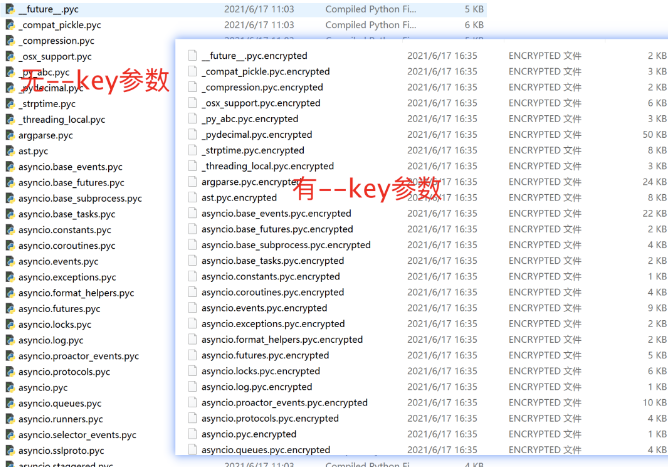 __future__.pyc 2021/6/17 11:03 Compiled Python Fi... 5 KB
_compat_pickle.pyc 2021/6/17 11:03 Compiled Python Fi... 6 KB
_compression.pyc 2021/6/17 11:03 Compiled Python Fi... 5 KB
_osx_support.pyc
_py_abc.pyc
_pydecimal.pyc
_strptime.pyc
_threading_local.pyc
argparse.pyc
ast.pyc
asyncio.base_events.pyc
asyncio.base_futures.pyc
asyncio.base_subprocess.pyc
asyncio.base_tasks.pyc
asyncio.constants.pyc
asyncio.coroutines.pyc
asyncio.events.pyc
asyncio.exceptions.pyc
asyncio.format_helpers.pyc
asyncio.futures.pyc
asyncio.locks.pyc
asyncio.log.pyc
asyncio.proactor_events.pyc
asyncio.protocols.pyc
asyncio.pyc
asyncio.queues.pyc
asyncio.runners.pyc
asyncio.selector_events.pyc
asyncio.sslproto.pyc
asyncio.staggered.pyc 2021/6/17 11:03 Compiled Python Fi... 4 KB
无--key参数
__future__.pyc.encrypted 2021/6/17 16:35 ENCRYPTED 文件 2 KB
_compat_pickle.pyc.encrypted 2021/6/17 16:35 ENCRYPTED 文件 3 KB
_compression.pyc.encrypted 2021/6/17 16:35 ENCRYPTED 文件 2 KB
_osx_support.pyc.encrypted 2021/6/17 16:35 ENCRYPTED 文件 6 KB
_py_abc.pyc.encrypted 2021/6/17 16:35 ENCRYPTED 文件 3 KB
_pydecimal.pyc.encrypted 2021/6/17 16:35 ENCRYPTED 文件 50 KB
_strptime.pyc.encrypted 2021/6/17 16:35 ENCRYPTED 文件 8 KB
_threading_local.pyc.encrypted 2021/6/17 16:35 ENCRYPTED 文件 3 KB
argparse.pyc.encrypted 2021/6/17 16:35 ENCRYPTED 文件 24 KB
ast.pyc.encrypted 2021/6/17 16:35 ENCRYPTED 文件 8 KB
asyncio.base_events.pyc.encrypted 2021/6/17 16:35 ENCRYPTED 文件 22 KB
asyncio.base_futures.pyc.encrypted 2021/6/17 16:35 ENCRYPTED 文件 2 KB
asyncio.base_subprocess.pyc.encrypted 2021/6/17 16:35 ENCRYPTED 文件 4 KB
asyncio.base_tasks.pyc.encrypted 2021/6/17 16:35 ENCRYPTED 文件 2 KB
asyncio.constants.pyc.encrypted 2021/6/17 16:35 ENCRYPTED 文件 1 KB
asyncio.coroutines.pyc.encrypted 2021/6/17 16:35 ENCRYPTED 文件 4 KB
asyncio.events.pyc.encrypted 2021/6/17 16:35 ENCRYPTED 文件 9 KB
asyncio.exceptions.pyc.encrypted 2021/6/17 16:35 ENCRYPTED 文件 2 KB
asyncio.format_helpers.pyc.encrypted 2021/6/17 16:35 ENCRYPTED 文件 2 KB
asyncio.futures.pyc.encrypted 2021/6/17 16:35 ENCRYPTED 文件 5 KB
asyncio.locks.pyc.encrypted 2021/6/17 16:35 ENCRYPTED 文件 6 KB
asyncio.log.pyc.encrypted 2021/6/17 16:35 ENCRYPTED 文件 1 KB
asyncio.proactor_events.pyc.encrypted 2021/6/17 16:35 ENCRYPTED 文件 10 KB
asyncio.protocols.pyc.encrypted 2021/6/17 16:35 ENCRYPTED 文件 4 KB
asyncio.pyc.encrypted 2021/6/17 16:35 ENCRYPTED 文件 1 KB
asyncio.queues.pyc.encrypted 2021/6/17 16:35 ENCRYPTED 文件 4 KB
有--key参数